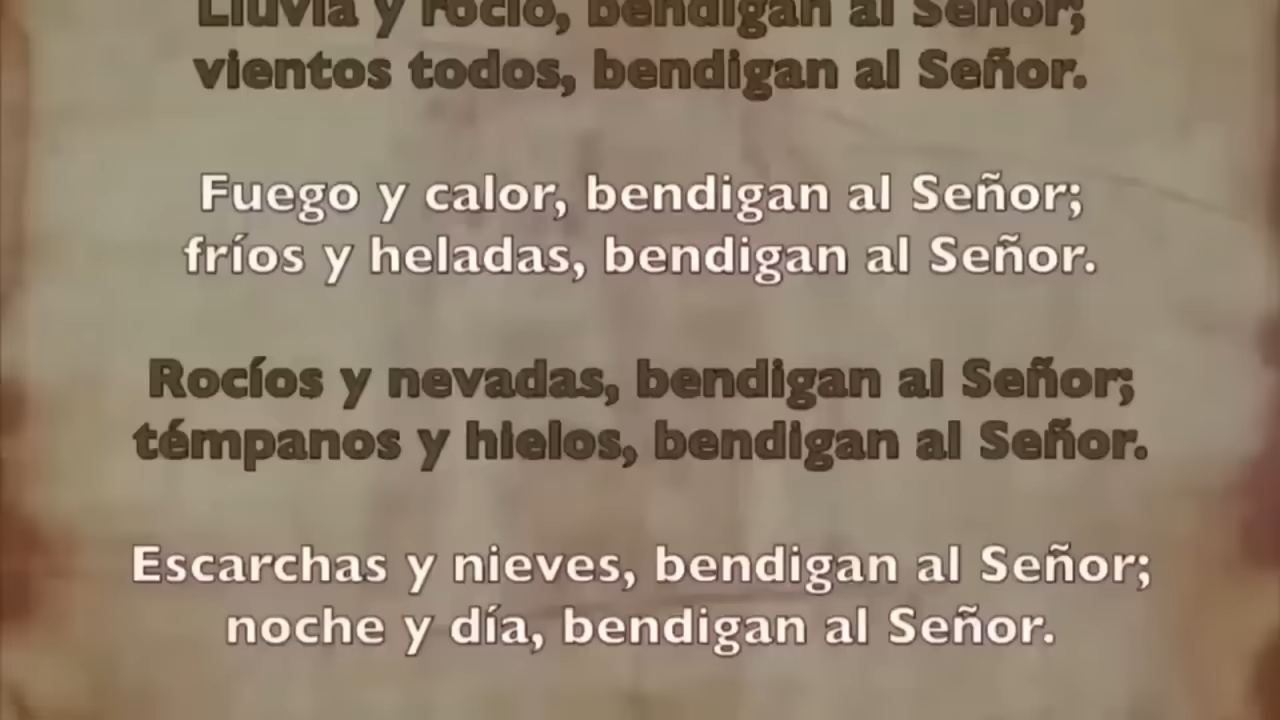 Lluvia y rocío, bendigan al Señor;
vientos todos, bendigan al Señor.
Fuego y calor, bendigan al Señor;
fríos y heladas, bendigan al Señor.
Rocíos y nevadas, bendigan al Señor;
témpanos y hielos, bendigan al Señor.
Escarchas y nieves, bendigan al Señor;
noche y día, bendigan al Señor.